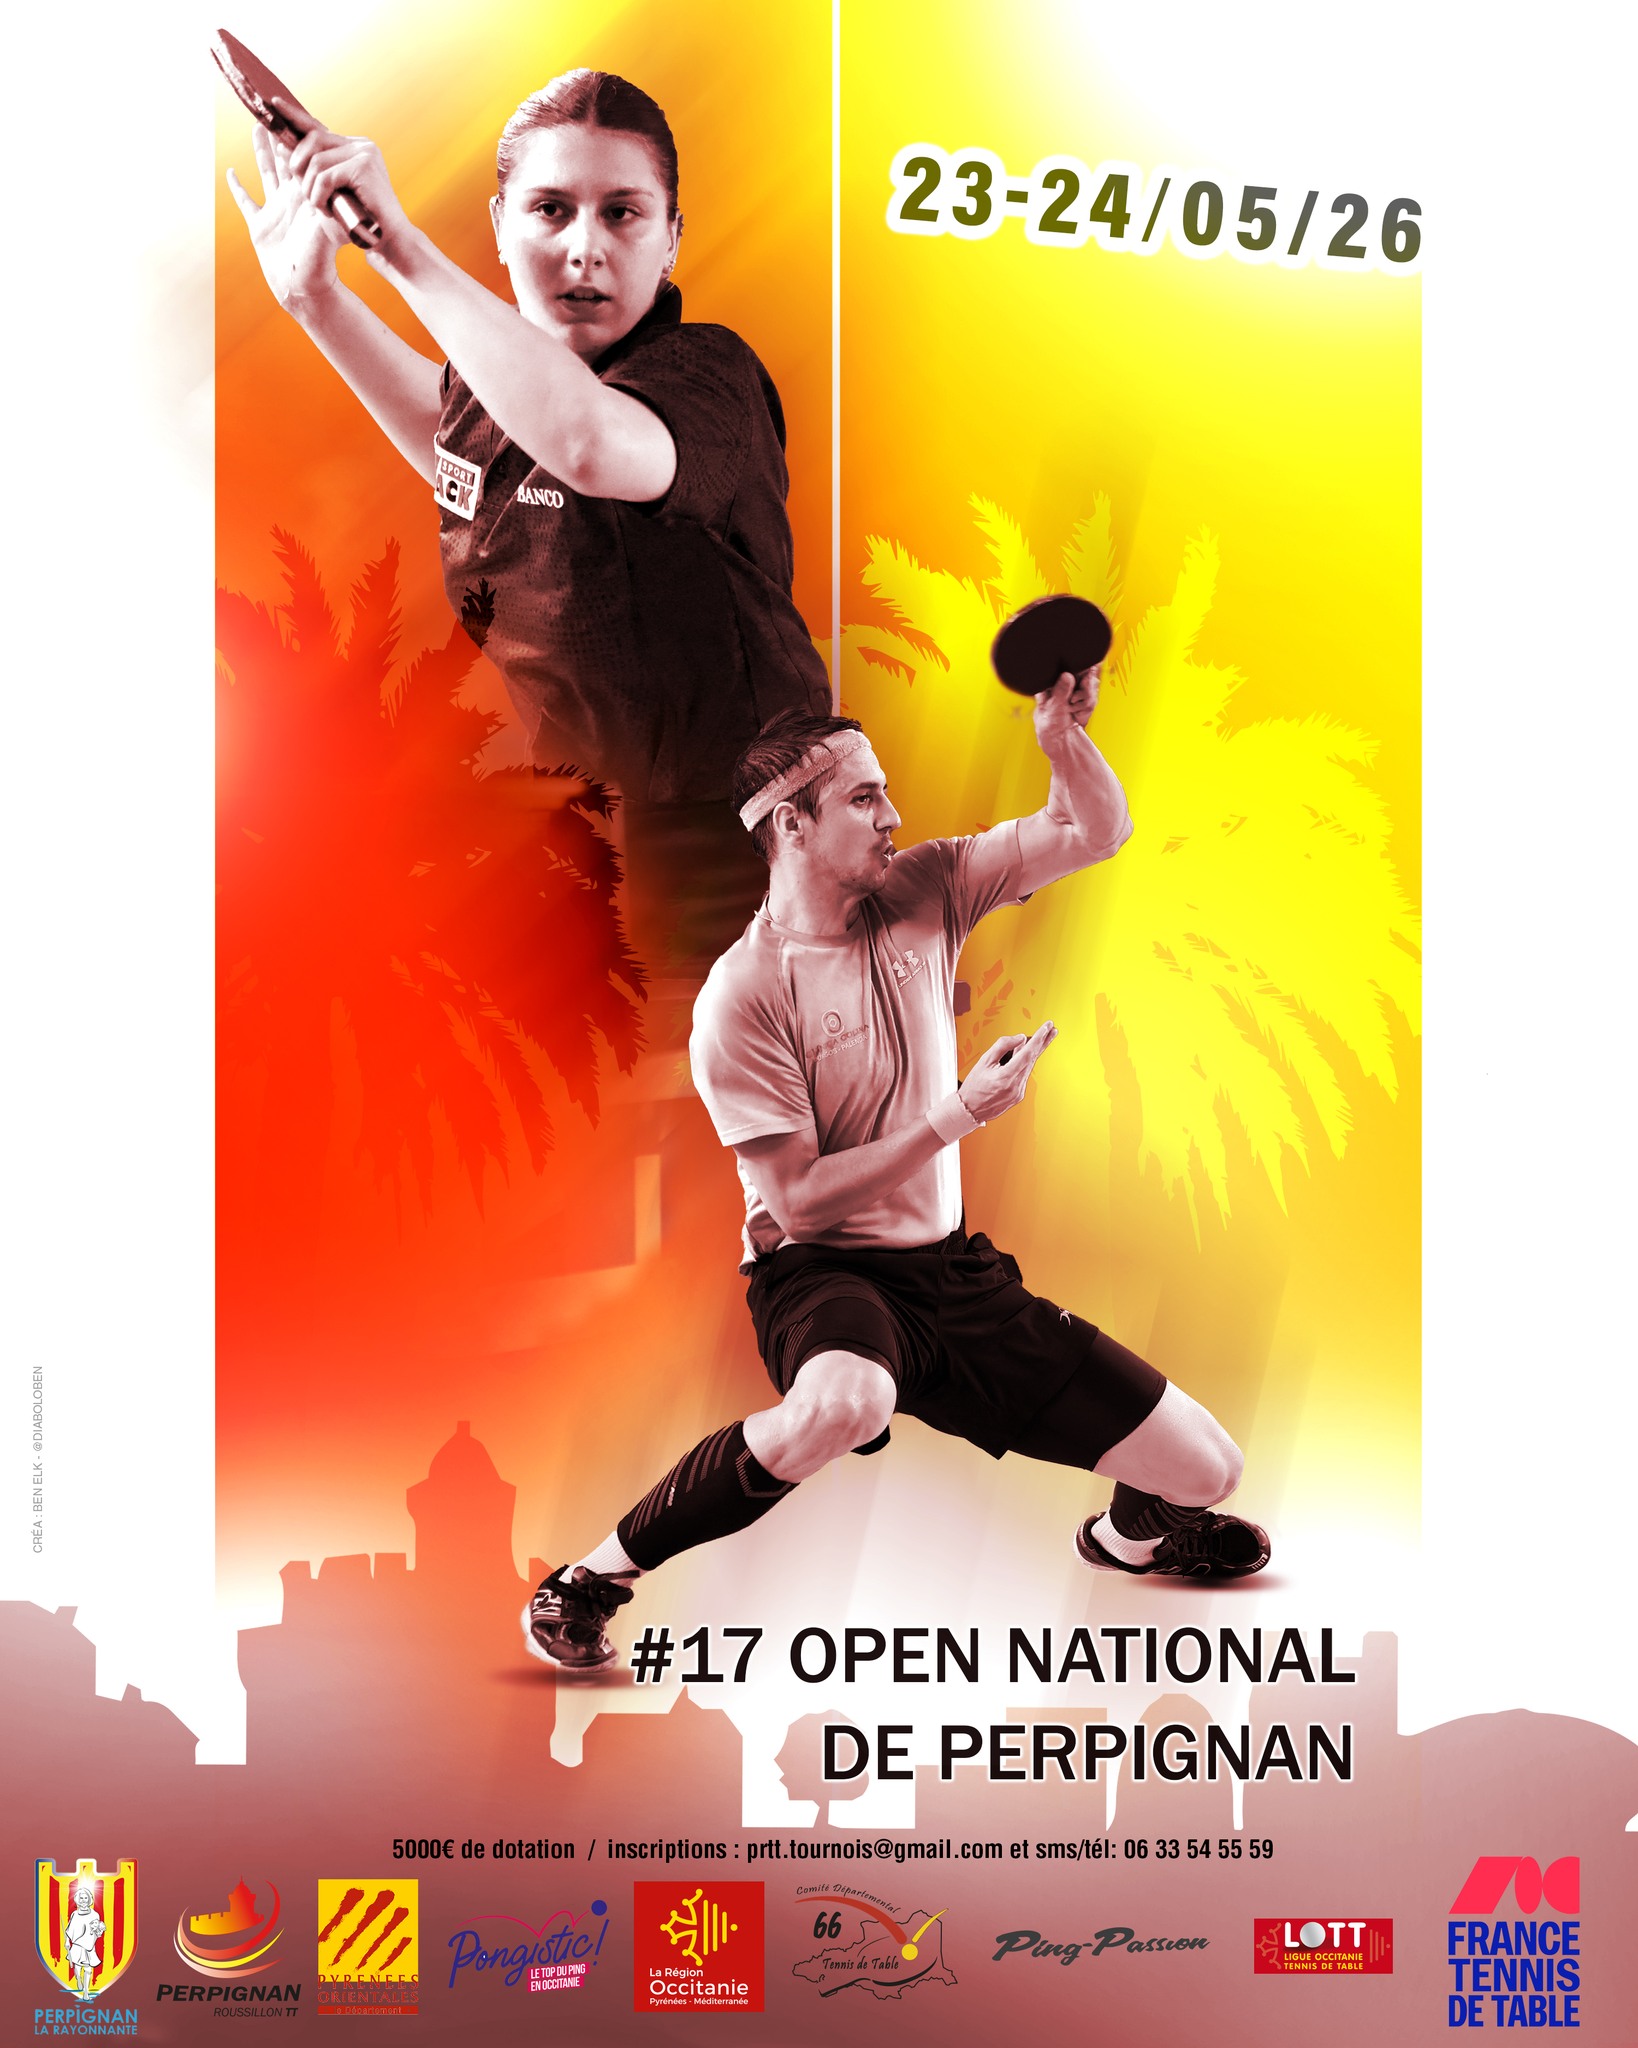 23-24/05/26
SPORT
ACK
BANCO
CRÉA : BEN ELK - @DIABOLOBEN
#17 OPEN NATIONAL
DE PERPIGNAN
5000€ de dotation / inscriptions : prtt.tournois@gmail.com et sms/tél: 06 33 54 55 59
PERPIGNAN
LA RAYONNANTE
PERPIGNAN
ROUSSILLON TT
PYRENEES
ORIENTALES
le Département
Pongistic!
LE TOP DU PING
EN OCCITANIE
La Région
Occitanie
Pyrénées - Méditerranée
Comité Départemental
66
Tennis de Table
Ping-Passion
LOTT
LIGUE OCCITANIE
TENNIS DE TABLE
FRANCE
TENNIS
DE TABLE